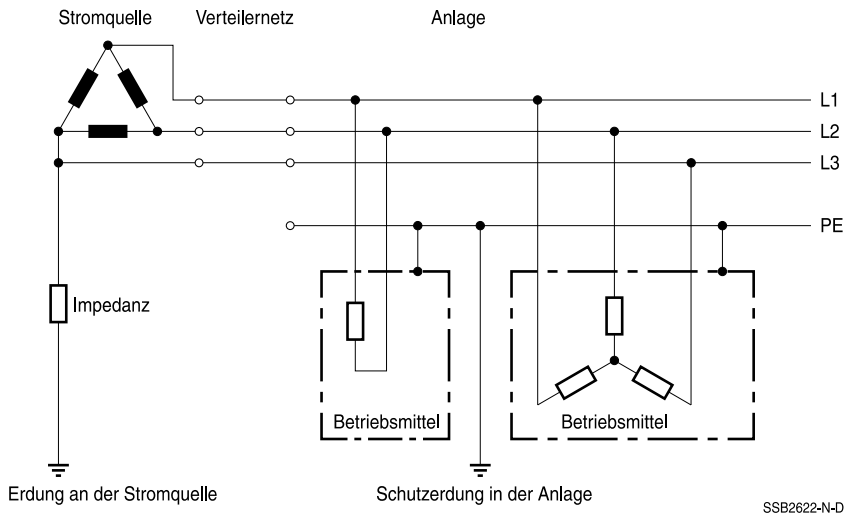 Stromquelle Verteilernetz Anlage
L1
L2
L3
PE
Impedanz
Betriebsmittel Betriebsmittel
Erdung an der Stromquelle Schutzerdung in der Anlage
SSB2622-N-D